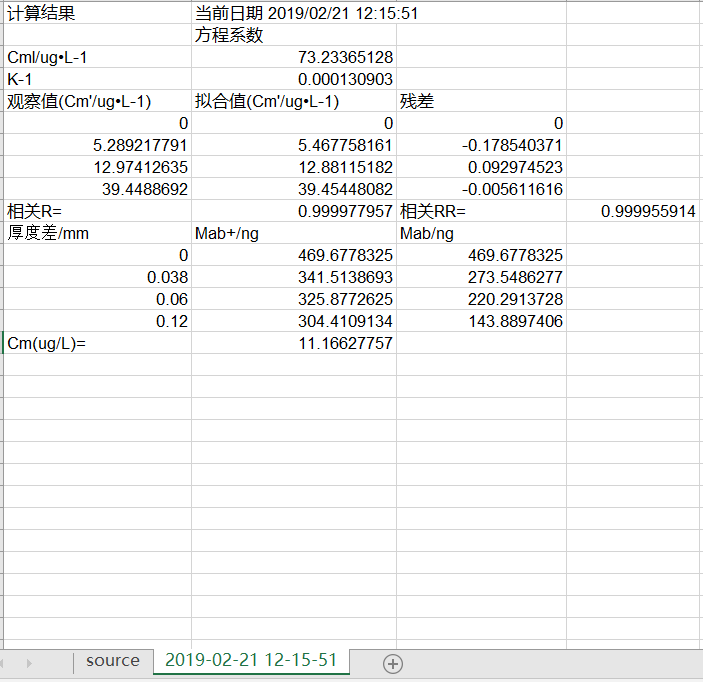 计算结果 当前日期 2019/02/21 12:15:51
方程系数
Cml/ug•L-1 73.23365128
K-1 0.000130903
观察值(Cm'/ug•L-1) 拟合值(Cm'/ug•L-1) 残差
0 0 0
5.289217791 5.467758161 -0.178540371
12.97412635 12.88115182 0.092974523
39.4488692 39.45448082 -0.005611616
相关R= 0.999977957 相关RR= 0.999955914
厚度差/mm Mab+/ng Mab/ng
0 469.6778325 469.6778325
0.038 341.5138693 273.5486277
0.06 325.8772625 220.2913728
0.12 304.4109134 143.8897406
Cm(ug/L)= 11.16627757
source 2019-02-21 12-15-51